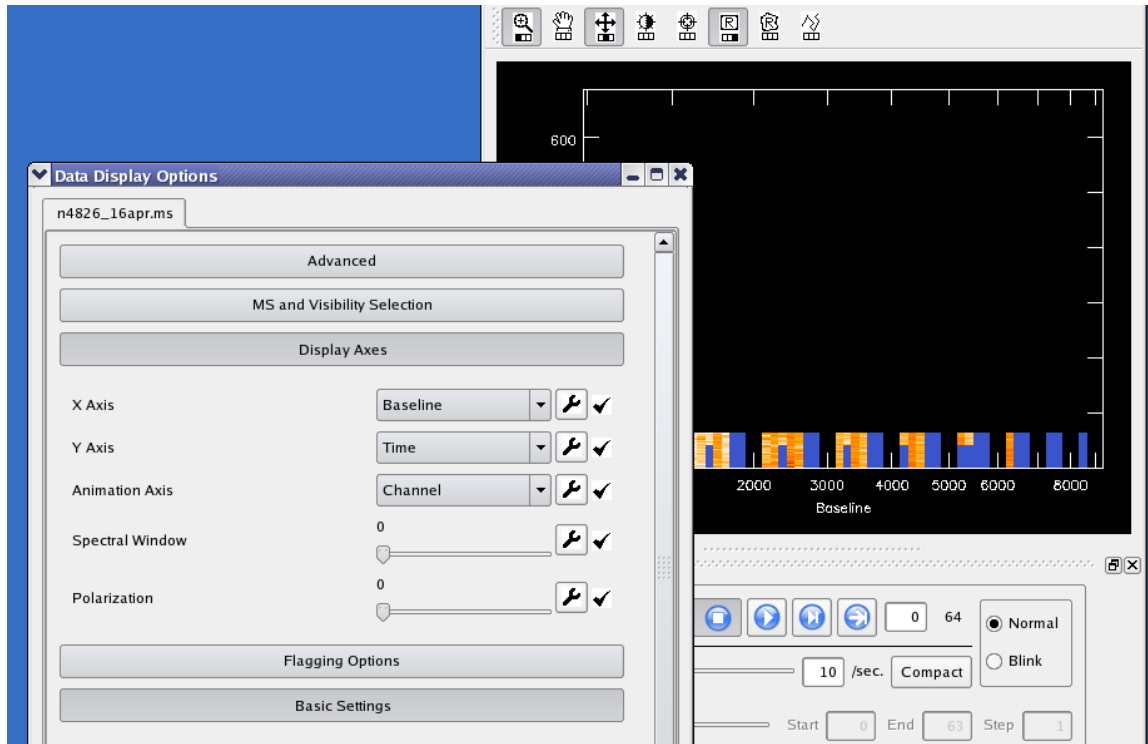 R
R
600
Data Display Options
n4826_16apr.ms
Advanced
MS and Visibility Selection
Display Axes
X Axis
Baseline
Y Axis
Time
Animation Axis
Channel
Spectral Window
0
Polarization
0
Flagging Options
Basic Settings
2000 3000 4000 5000 6000 8000
Baseline
0 64
Normal
Blink
10 /sec. Compact
Start 0 End 63 Step 1